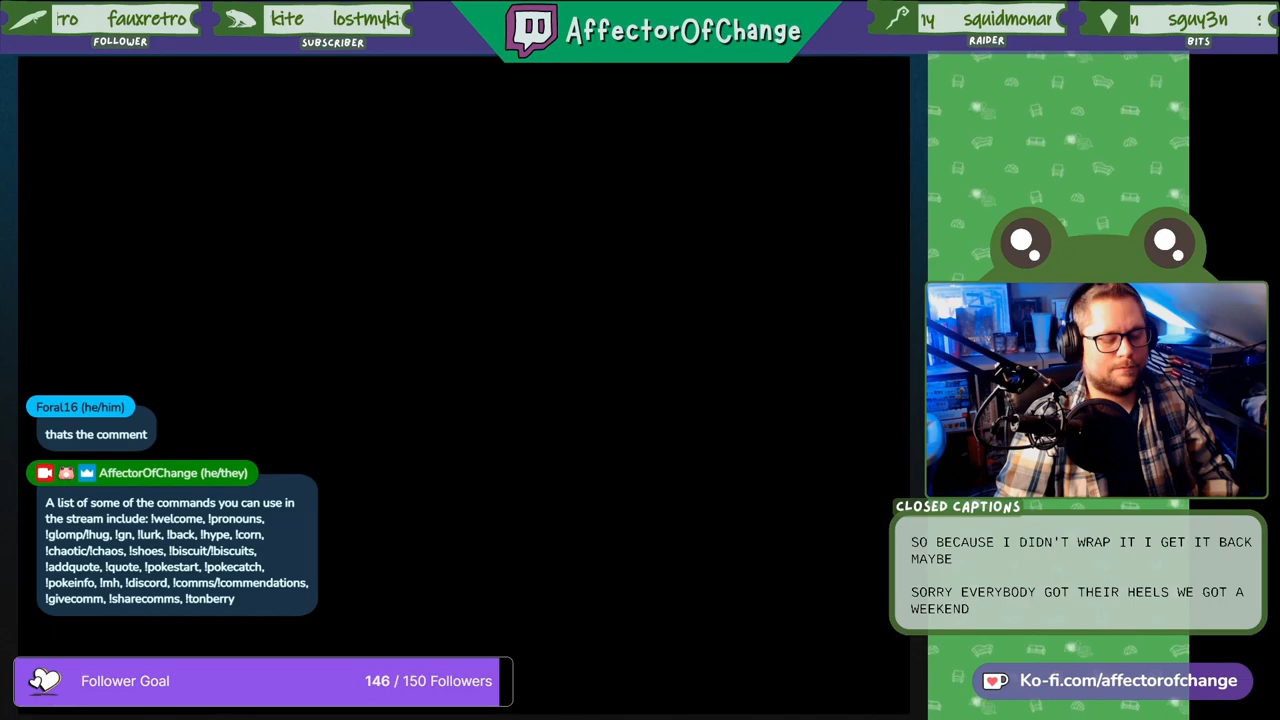 ro fauxretro
FOLLOWER
kite lostmyki
SUBSCRIBER
AffectorOfChange
squidmonar
RAIDER
n sguy3n
BITS
Foral16 (he/him)
thats the comment
AffectorOfChange (he/they)
A list of some of the commands you can use in
the stream include: !welcome, !pronouns,
!glomp/!hug, !gn, !lurk, !back, !hype, !corn,
!chaotic/!chaos, !shoes, !biscuit/!biscuits,
!addquote, !quote, !pokestart, !pokecatch,
!pokeinfo, !mh, !discord, !comms/!commendations,
!givecomm, !sharecomms, !tonberry
CLOSED CAPTIONS
SO BECAUSE I DIDN'T WRAP IT I GET IT BACK
MAYBE
SORRY EVERYBODY GOT THEIR HEELS WE GOT A
WEEKEND
Follower Goal
146 / 150 Followers
Ko-fi.com/affectorofchange